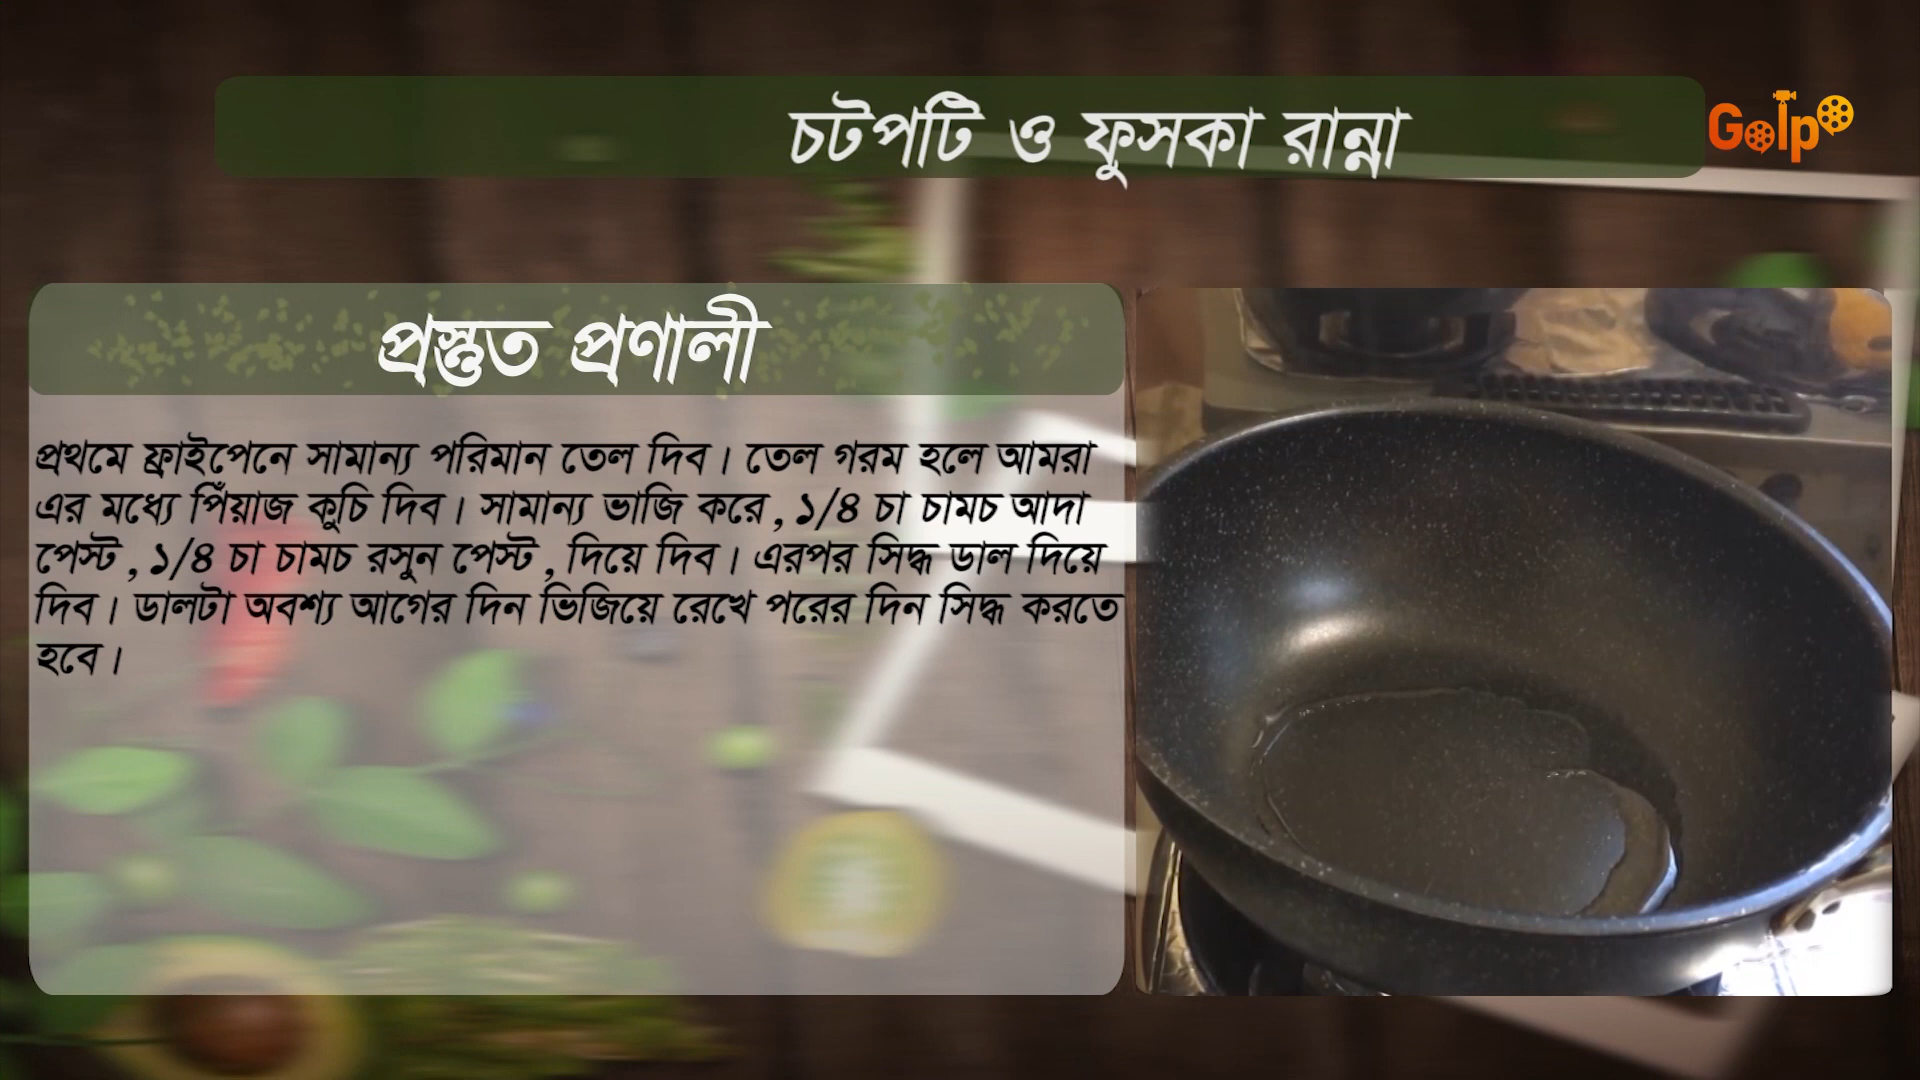 চটপটি ও ফুসকা রান্না
Golpo
প্রস্তুত প্রণালী
প্রথমে ফ্রাইপেনে সামান্য পরিমান তেল দিব। তেল গরম হলে আমরা
এর মধ্যে পিঁয়াজ কুচি দিব। সামান্য ভাজি করে, ১/৪ চা চামচ আদা
পেস্ট, ১/৪ চা চামচ রসুন পেস্ট, দিয়ে দিব। এরপর সিদ্ধ ডাল দিয়ে
দিব। ডালটা অবশ্য আগের দিন ভিজিয়ে রেখে পরের দিন সিদ্ধ করতে
হবে।